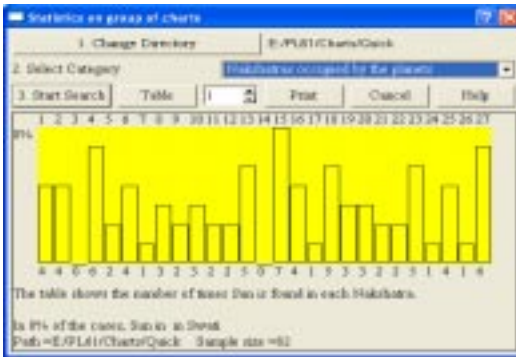 Statistics on group of charts
1. Change Directory E:/PL61/Charts/Quick
2. Select Category Nakshatras occupied by the planets
3. Start Search Table 1 Print Cancel Help
1 2 3 4 5 6 7 8 9 10 11 12 13 14 15 16 17 18 19 20 21 22 23 24 25 26 27
8%
4 4 0 6 2 4 1 3 2 3 2 2 5 0 7 4 1 5 3 3 2 2 3 5 1 4 1 6
The table shows the number of times Sun is found in each Nakshatra.
In 8% of the cases, Sun in in Swati
Path =E:/PL61/Charts/Quick Sample size =82